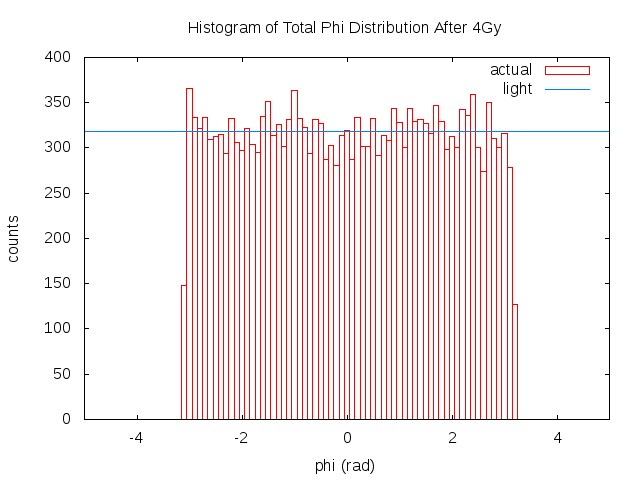 Histogram of Total Phi Distribution After 4Gy
400
350
300
250
200
150
100
50
0
counts
actual
light
-4 -2 0 2 4
phi (rad)